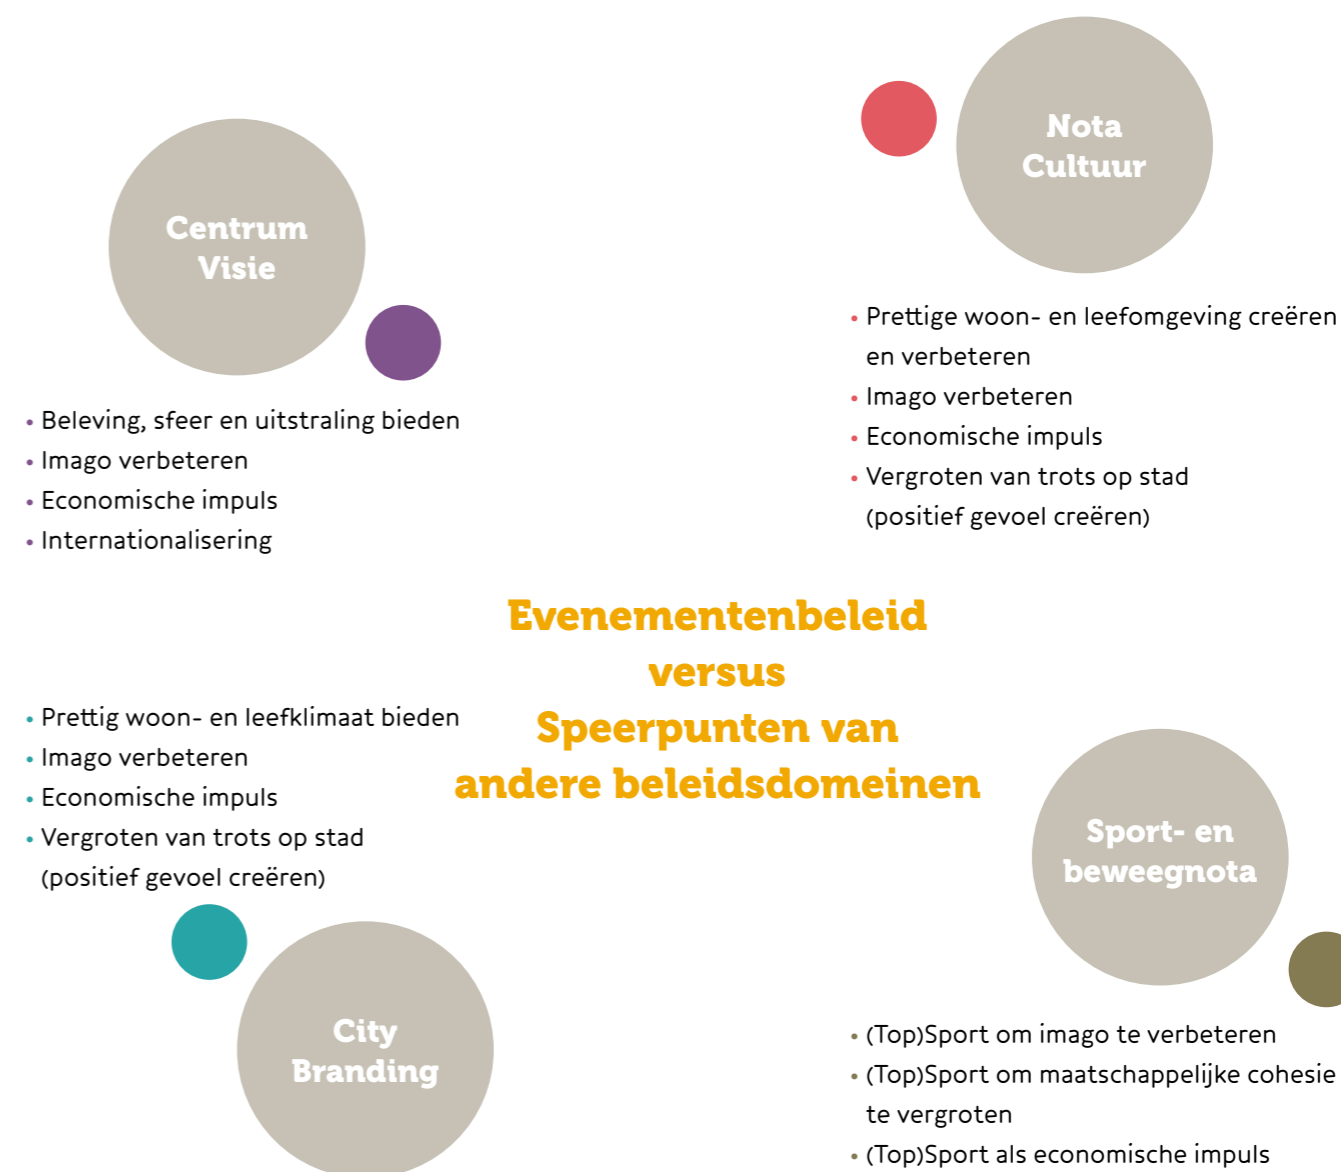 Centrum
Visie
• Beleving, sfeer en uitstraling bieden
• Imago verbeteren
• Economische impuls
• Internationalisering
Nota
Cultuur
• Prettige woon- en leefomgeving creëren
en verbeteren
• Imago verbeteren
• Economische impuls
• Vergroten van trots op stad
(positief gevoel creëren)
Evenementenbeleid
versus
Speerpunten van
andere beleidsdomeinen
• Prettig woon- en leefklimaat bieden
• Imago verbeteren
• Economische impuls
• Vergroten van trots op stad
(positief gevoel creëren)
City
Branding
Sport- en
beweegnota
• (Top)Sport om imago te verbeteren
• (Top)Sport om maatschappelijke cohesie
te vergroten
• (Top)Sport als economische impuls